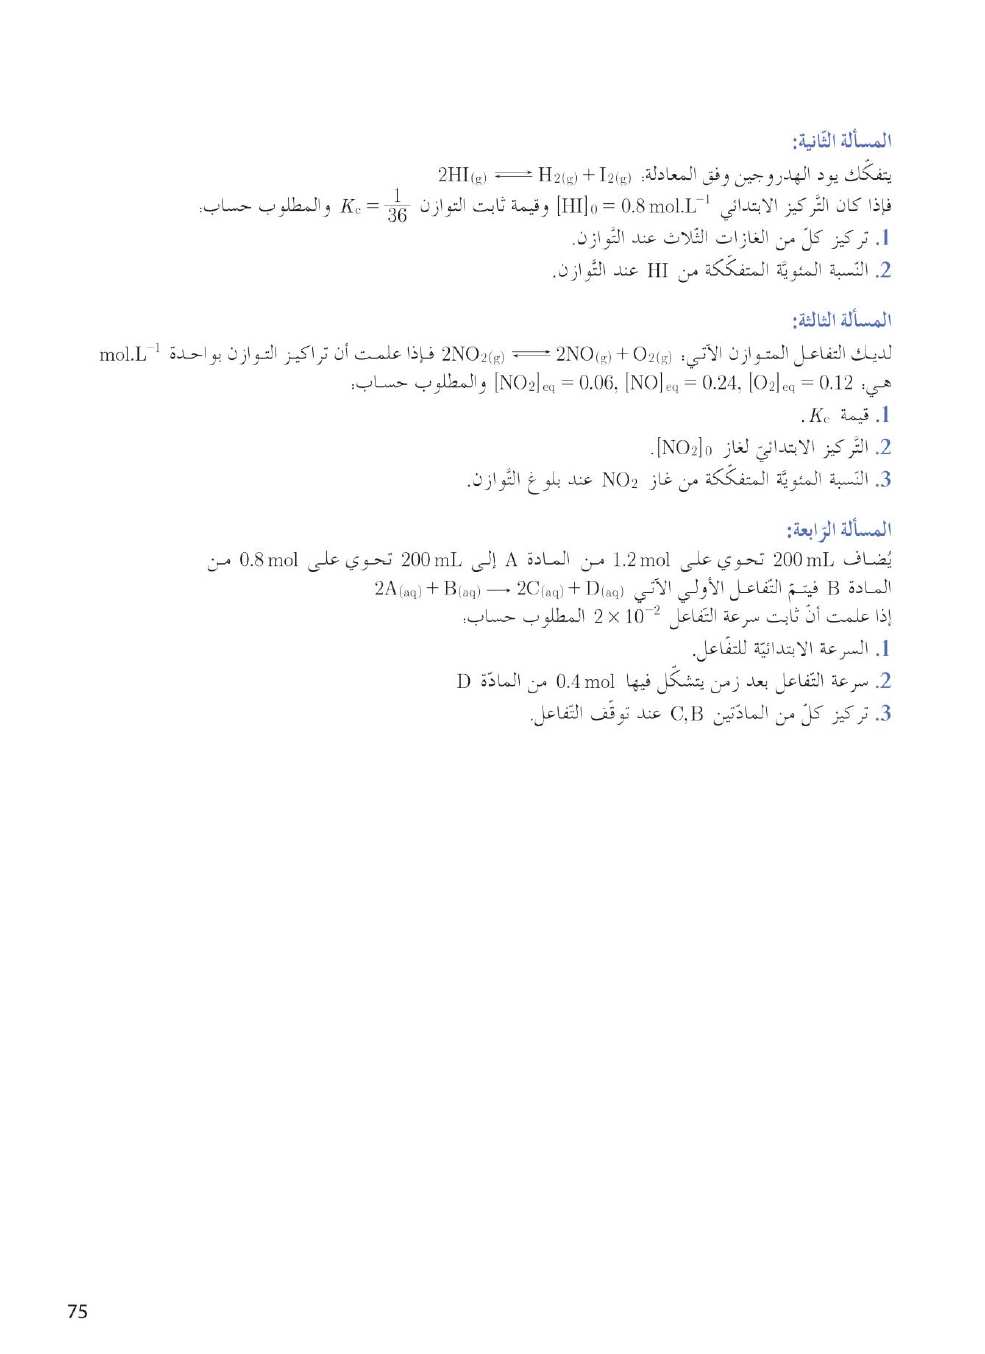 المسألة الثّانية:
يتفكّك يود الهدروجين وفق المعادلة: 2HI(g) ⇌ H2(g) + I2(g)
فإذا كان التَّركيز الابتدائي [HI]0 = 0.8 mol.L−1 وقيمة ثابت التوازن Kc = 1/36 والمطلوب حساب:
1. تركيز كلّ من الغازات الثّلاث عند التَّوازن.
2. النّسبة المئويَّة المتفكّكة من HI عند التَّوازن.
المسألة الثالثة:
لديك التفاعل المتوازن الآتي: 2NO2(g) ⇌ 2NO(g) + O2(g) فإذا علمت أن تراكيز التوازن بواحدة mol.L−1
هي: [NO2]eq = 0.06, [NO]eq = 0.24, [O2]eq = 0.12 والمطلوب حساب:
1. قيمة Kc .
2. التَّركيز الابتدائيّ لغاز [NO2]0.
3. النّسبة المئويَّة المتفكّكة من غاز NO2 عند بلوغ التَّوازن.
المسألة الرّابعة:
يُضاف 200 mL تحوي على 1.2 mol من المادة A إلى 200 mL تحوي على 0.8 mol من
المادة B فيتمّ التّفاعل الأولي الآتي 2A(aq) + B(aq) → 2C(aq) + D(aq)
إذا علمت أنّ ثابت سرعة التفاعل 2 × 10−2 المطلوب حساب:
1. السرعة الابتدائيّة للتّفاعل.
2. سرعة التّفاعل بعد زمن يتشكّل فيها 0.4 mol من المادّة D
3. تركيز كلّ من المادّتين C,B عند توقّف التّفاعل.
75